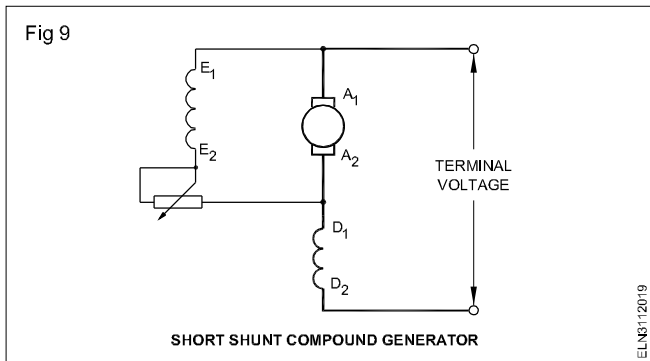 Fig 9
E1
E2
A1
A2
D1
D2
TERMINAL
VOLTAGE
SHORT SHUNT COMPOUND GENERATOR
ELN3112019